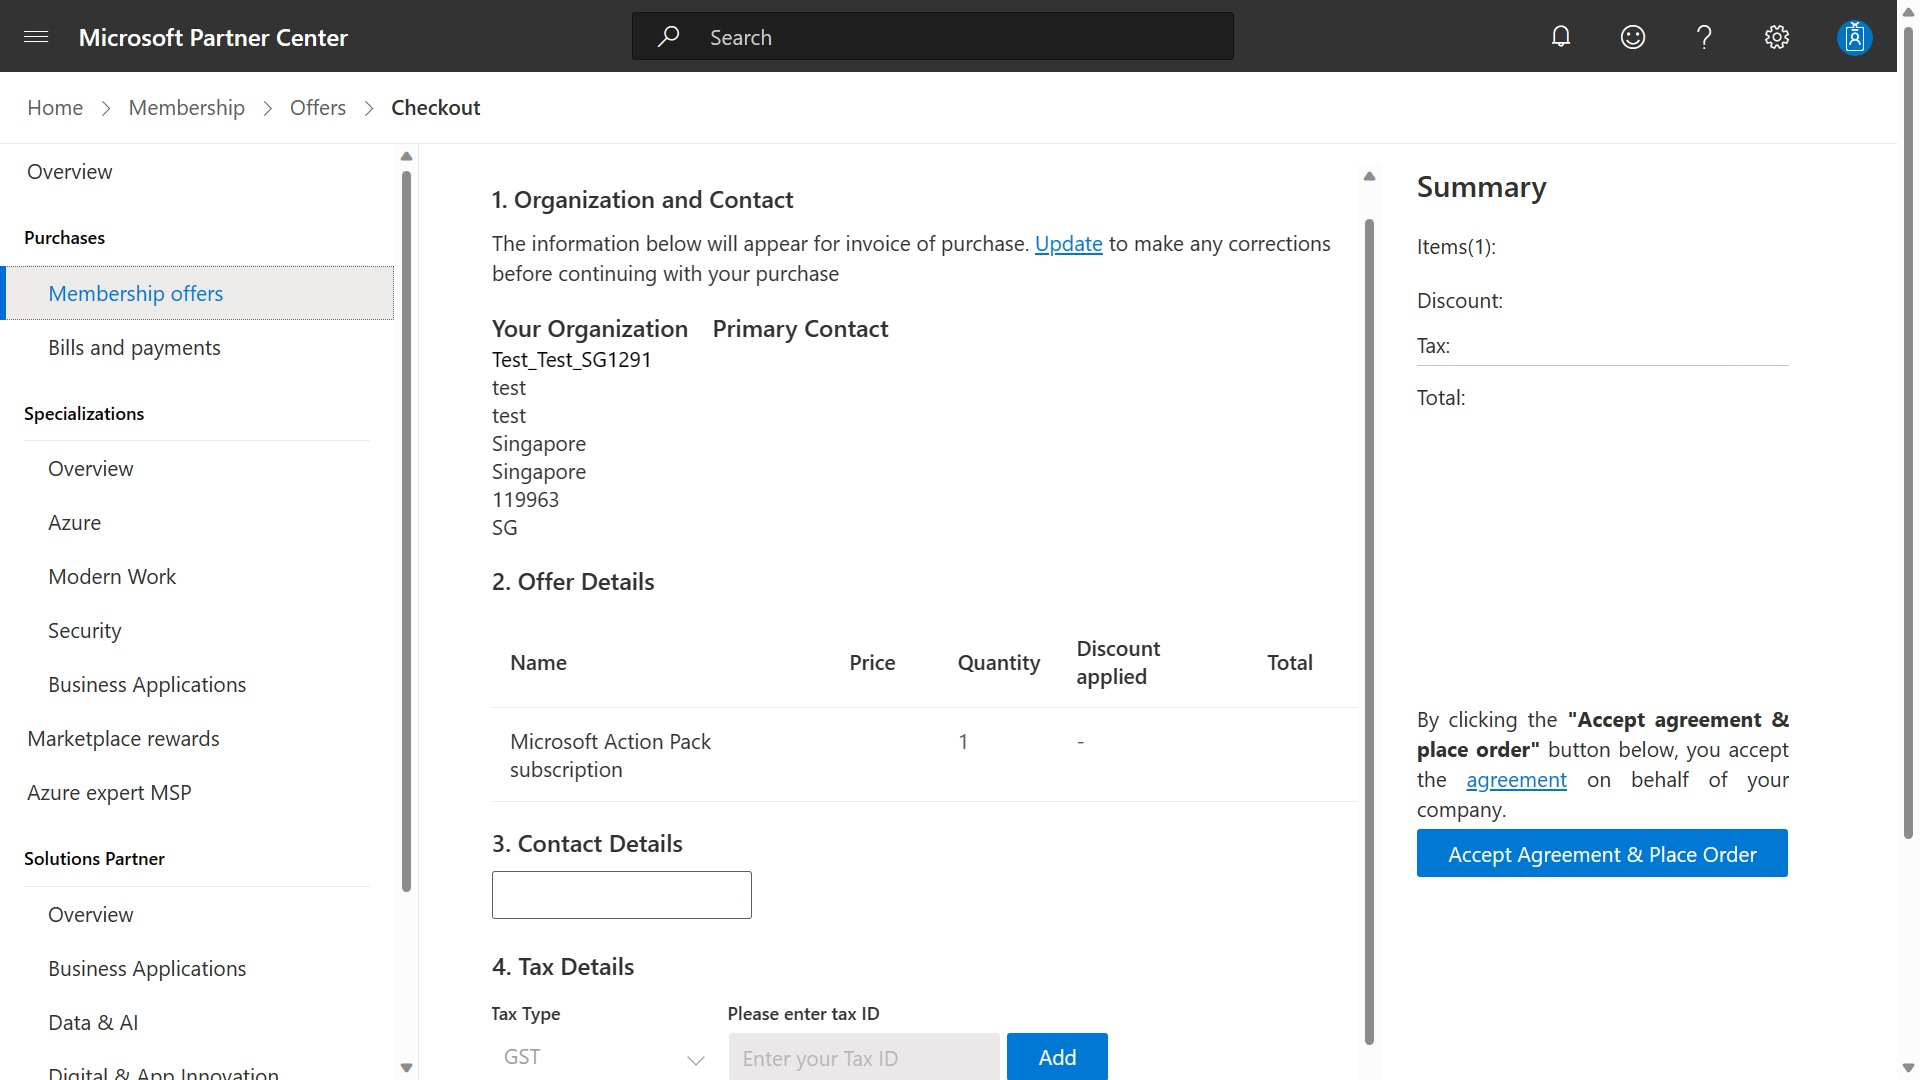 Microsoft Partner Center
Search
Home > Membership > Offers > Checkout
Overview
Purchases
Membership offers
Bills and payments
Specializations
Overview
Azure
Modern Work
Security
Business Applications
Marketplace rewards
Azure expert MSP
Solutions Partner
Overview
Business Applications
Data & AI
Digital & App Innovation
1. Organization and Contact
The information below will appear for invoice of purchase. Update to make any corrections
before continuing with your purchase
Your Organization Primary Contact
Test_Test_SG1291
test
test
Singapore
Singapore
119963
SG
2. Offer Details
Name Price Quantity Discount applied Total
Microsoft Action Pack subscription 1 -
3. Contact Details
4. Tax Details
Tax Type Please enter tax ID
GST Enter your Tax ID Add
Summary
Items(1):
Discount:
Tax:
Total:
By clicking the "Accept agreement &
place order" button below, you accept
the agreement on behalf of your
company.
Accept Agreement & Place Order